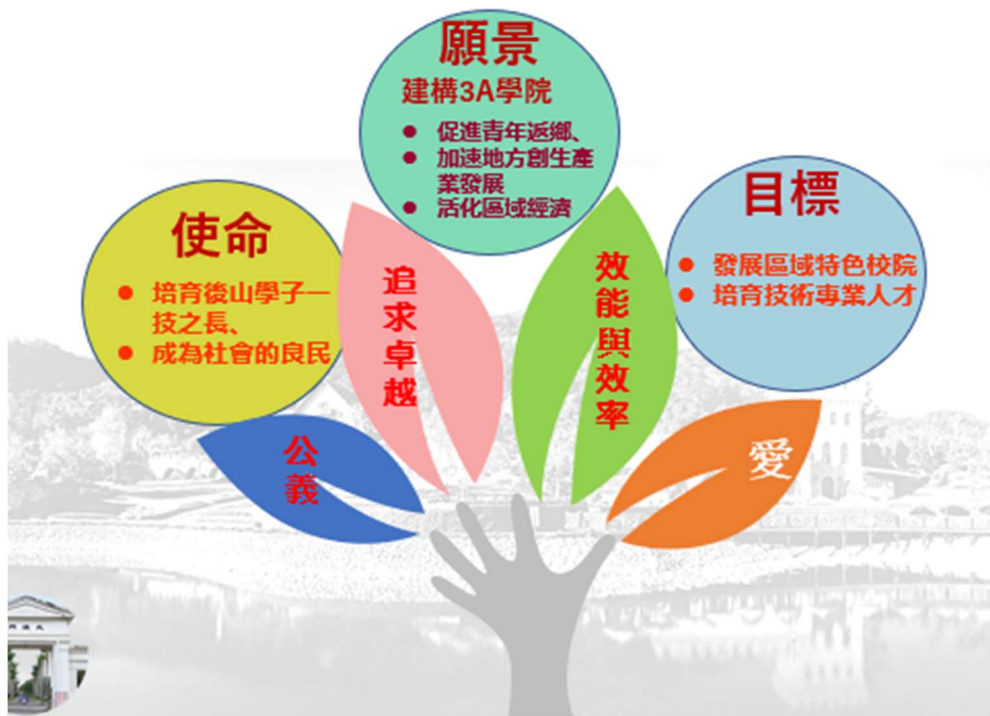 願景
建構3A學院
● 促進青年返鄉、
● 加速地方創生產
業發展
● 活化區域經濟
使命
● 培育後山學子一
技之長、
● 成為社會的良民
目標
● 發展區域特色校院
● 培育技術專業人才
公義
追求卓越
效能與效率
愛